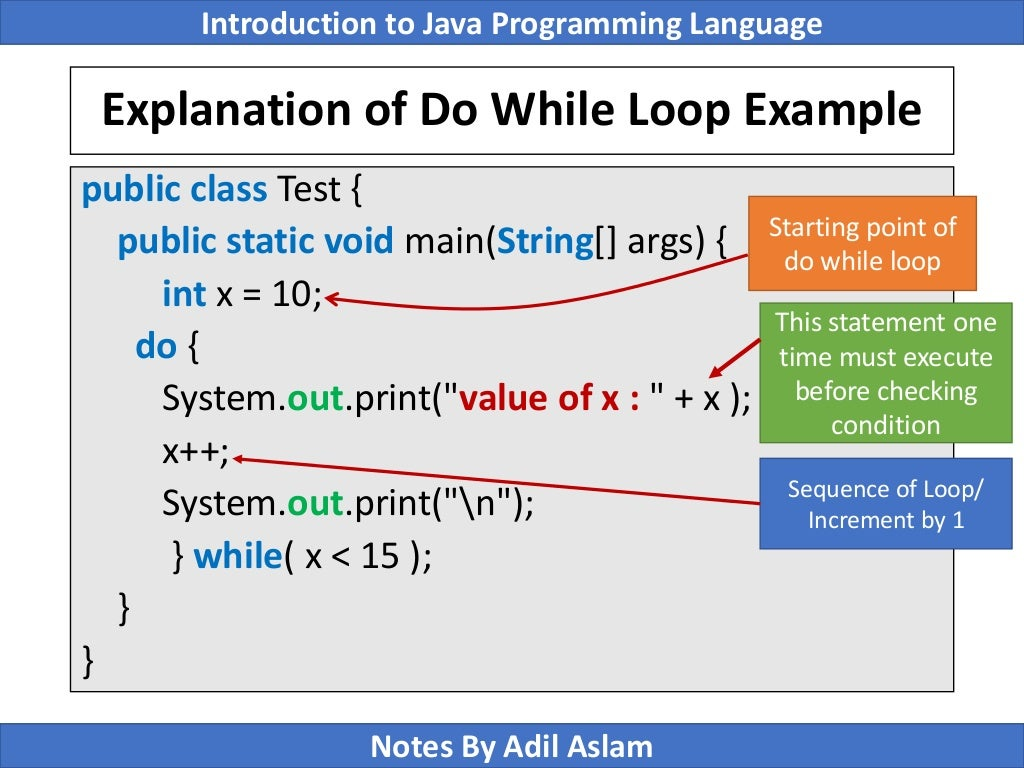 Introduction to Java Programming Language
Explanation of Do While Loop Example
public class Test {
public static void main(String[] args) {
int x = 10;
do {
System.out.print("value of x : " + x );
x++;
System.out.print("\n");
} while( x < 15 );
}
}
Starting point of
do while loop
This statement one
time must execute
before checking
condition
Sequence of Loop/
Increment by 1
Notes By Adil Aslam